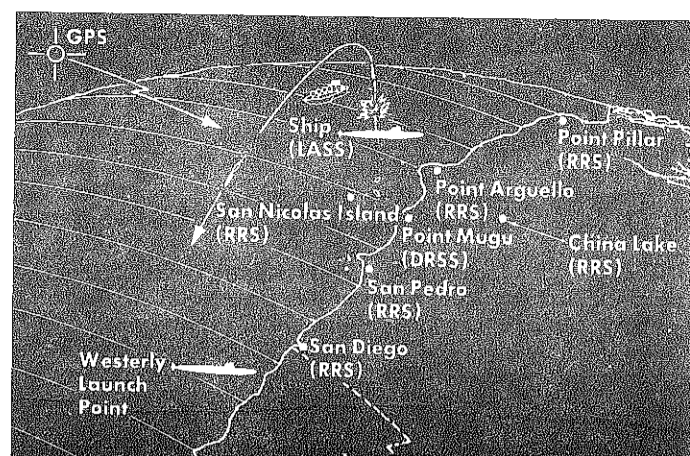 GPS
Ship
(LASS)
Point Pillar
(RRS)
Point Arguello
(RRS)
San Nicolas Island
(RRS)
Point Mugu
(DRSS)
China Lake
(RRS)
San Pedro
(RRS)
San Diego
(RRS)
Westerly
Launch
Point